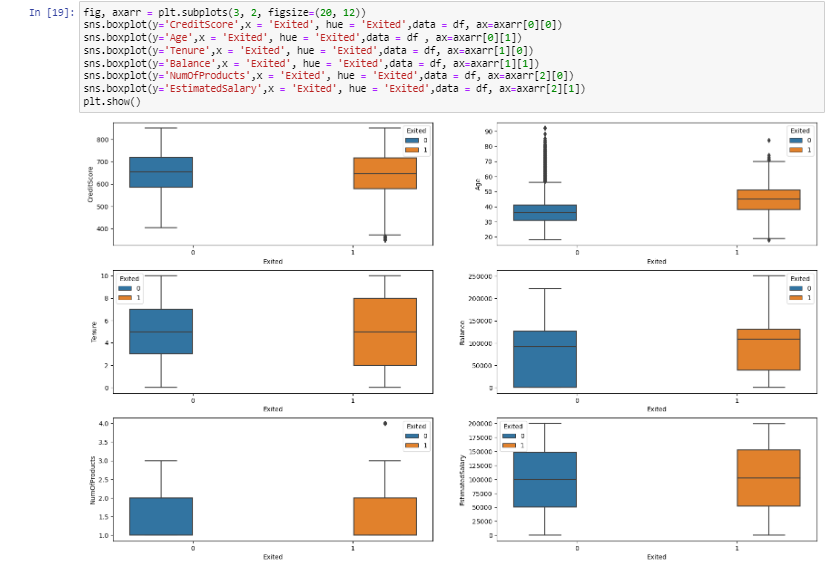 In [19]: fig, axarr = plt.subplots(3, 2, figsize=(20, 12))
sns.boxplot(y='CreditScore',x = 'Exited', hue = 'Exited',data = df, ax=axarr[0][0])
sns.boxplot(y='Age',x = 'Exited', hue = 'Exited',data = df , ax=axarr[0][1])
sns.boxplot(y='Tenure',x = 'Exited', hue = 'Exited',data = df, ax=axarr[1][0])
sns.boxplot(y='Balance',x = 'Exited', hue = 'Exited',data = df, ax=axarr[1][1])
sns.boxplot(y='NumOfProducts',x = 'Exited', hue = 'Exited',data = df, ax=axarr[2][0])
sns.boxplot(y='EstimatedSalary',x = 'Exited', hue = 'Exited',data = df, ax=axarr[2][1])
plt.show()
CreditScore
800
700
600
500
400
Exited
0
1
0 1
Exited
Age
90
80
70
60
50
40
30
20
Exited
0
1
0 1
Exited
Tenure
10
8
6
4
2
0
Exited
0
1
0 1
Exited
Balance
250000
200000
150000
100000
50000
0
Exited
0
1
0 1
Exited
NumOfProducts
4.0
3.5
3.0
2.5
2.0
1.5
1.0
Exited
0
1
0 1
Exited
EstimatedSalary
200000
175000
150000
125000
100000
75000
50000
25000
0
Exited
0
1
0 1
Exited